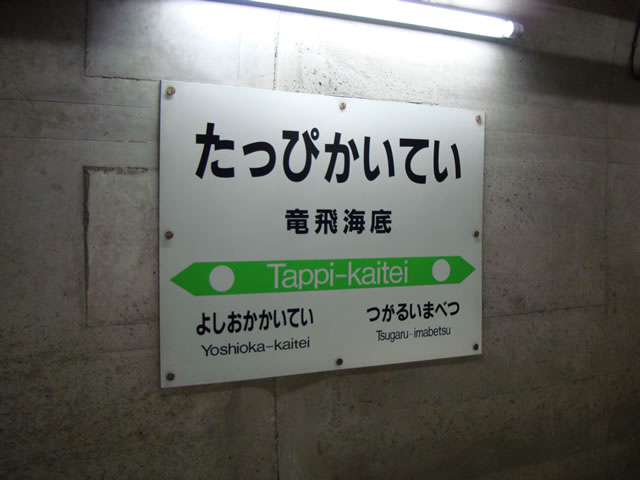 たっぴかいてい
竜飛海底
Tappi-kaitei
よしおかかいてい
Yoshioka-kaitei
つがるいまべつ
Tsugaru-imabetsu